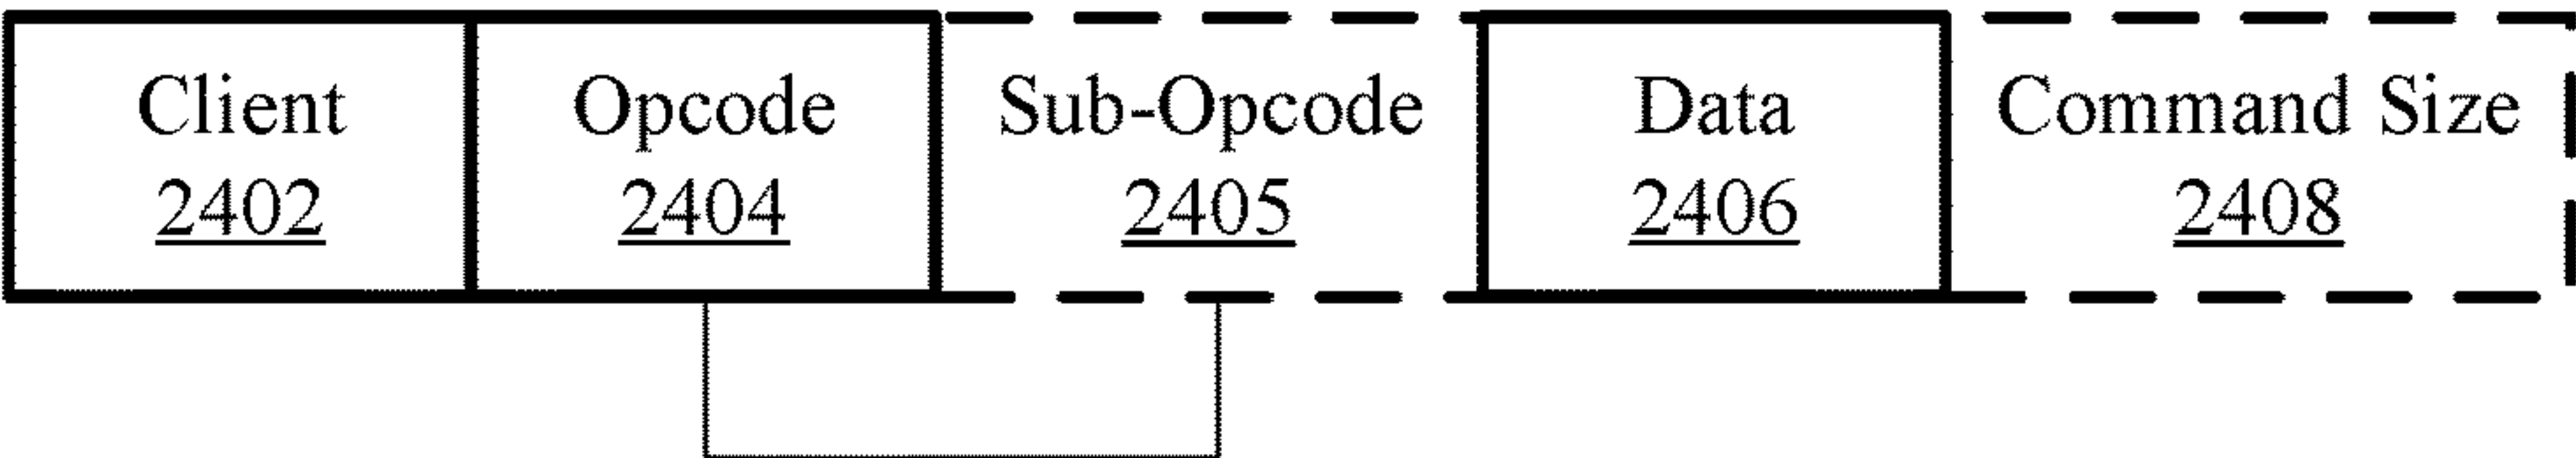 Client
2402
Opcode
2404
Sub-Opcode
2405
Data
2406
Command Size
2408